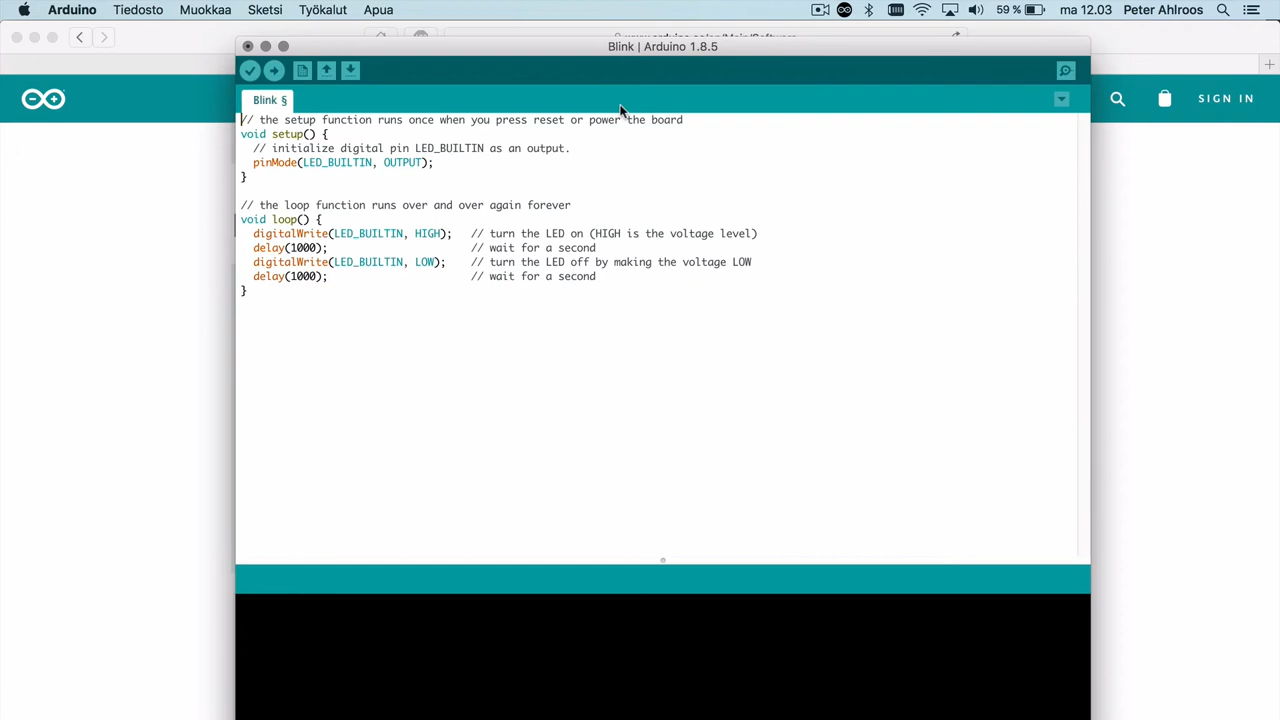 Arduino Tiedosto Muokkaa Sketsi Työkalut Apua 59 % ma 12.03 Peter Ahlroos
Blink | Arduino 1.8.5
SIGN IN
Blink §
// the setup function runs once when you press reset or power the board
void setup() {
  // initialize digital pin LED_BUILTIN as an output.
  pinMode(LED_BUILTIN, OUTPUT);
}
// the loop function runs over and over again forever
void loop() {
  digitalWrite(LED_BUILTIN, HIGH);   // turn the LED on (HIGH is the voltage level)
  delay(1000);                       // wait for a second
  digitalWrite(LED_BUILTIN, LOW);    // turn the LED off by making the voltage LOW
  delay(1000);                       // wait for a second
}